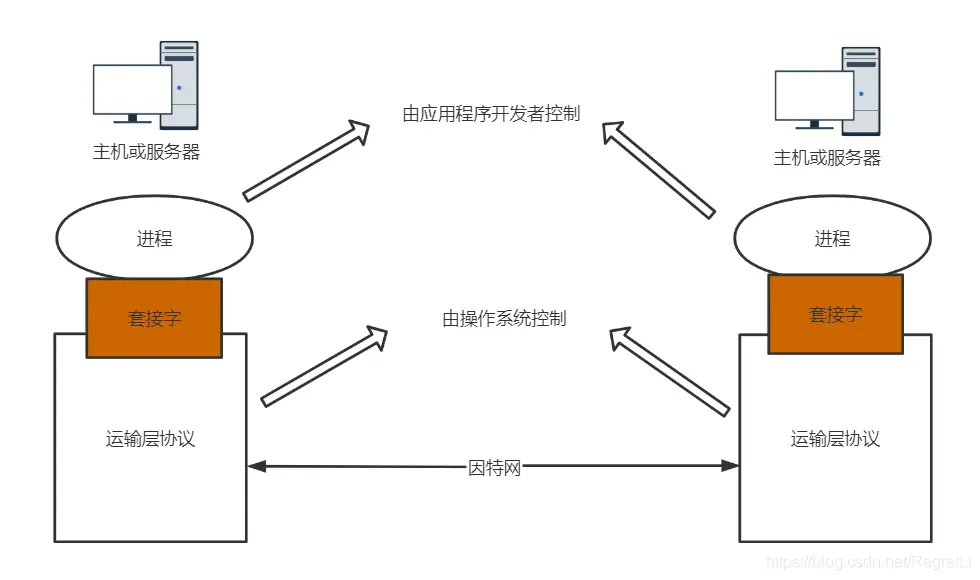 由应用程序开发者控制
主机或服务器
主机或服务器
进程
进程
套接字
由操作系统控制
套接字
运输层协议
运输层协议
因特网
https://blog.csdn.net/RegretLi